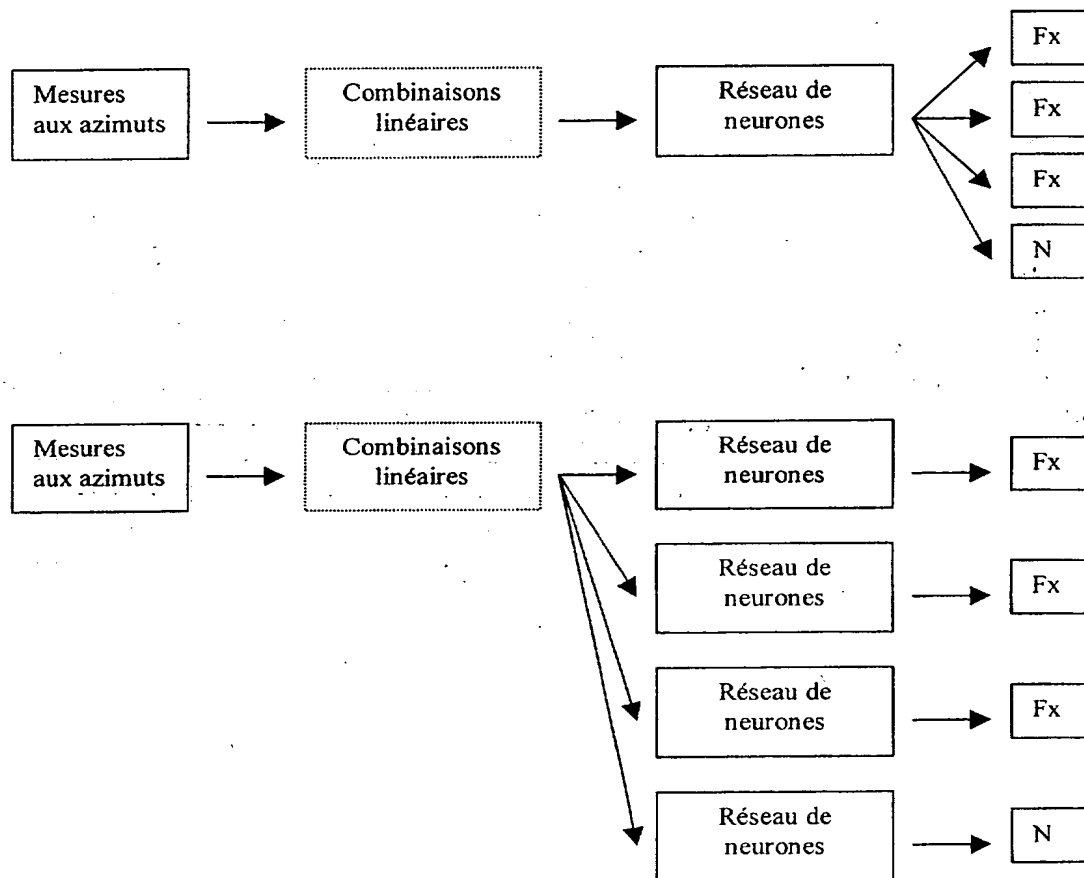 Mesures
aux azimuts
Combinaisons
linéaires
Réseau de
neurones
Fx
Fx
Fx
N
Mesures
aux azimuts
Combinaisons
linéaires
Réseau de
neurones
Fx
Réseau de
neurones
Fx
Réseau de
neurones
Fx
Réseau de
neurones
N